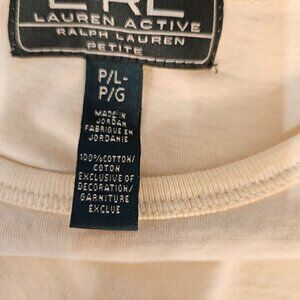 LRL
LAUREN ACTIVE
RALPH LAUREN
PETITE
P/L-
P/G
MADE IN
JORDAN
FABRIQUE EN
JORDANIE
100%COTTON/
COTON
EXCLUSIVE OF
DECORATION/
GARNITURE
EXCLUE